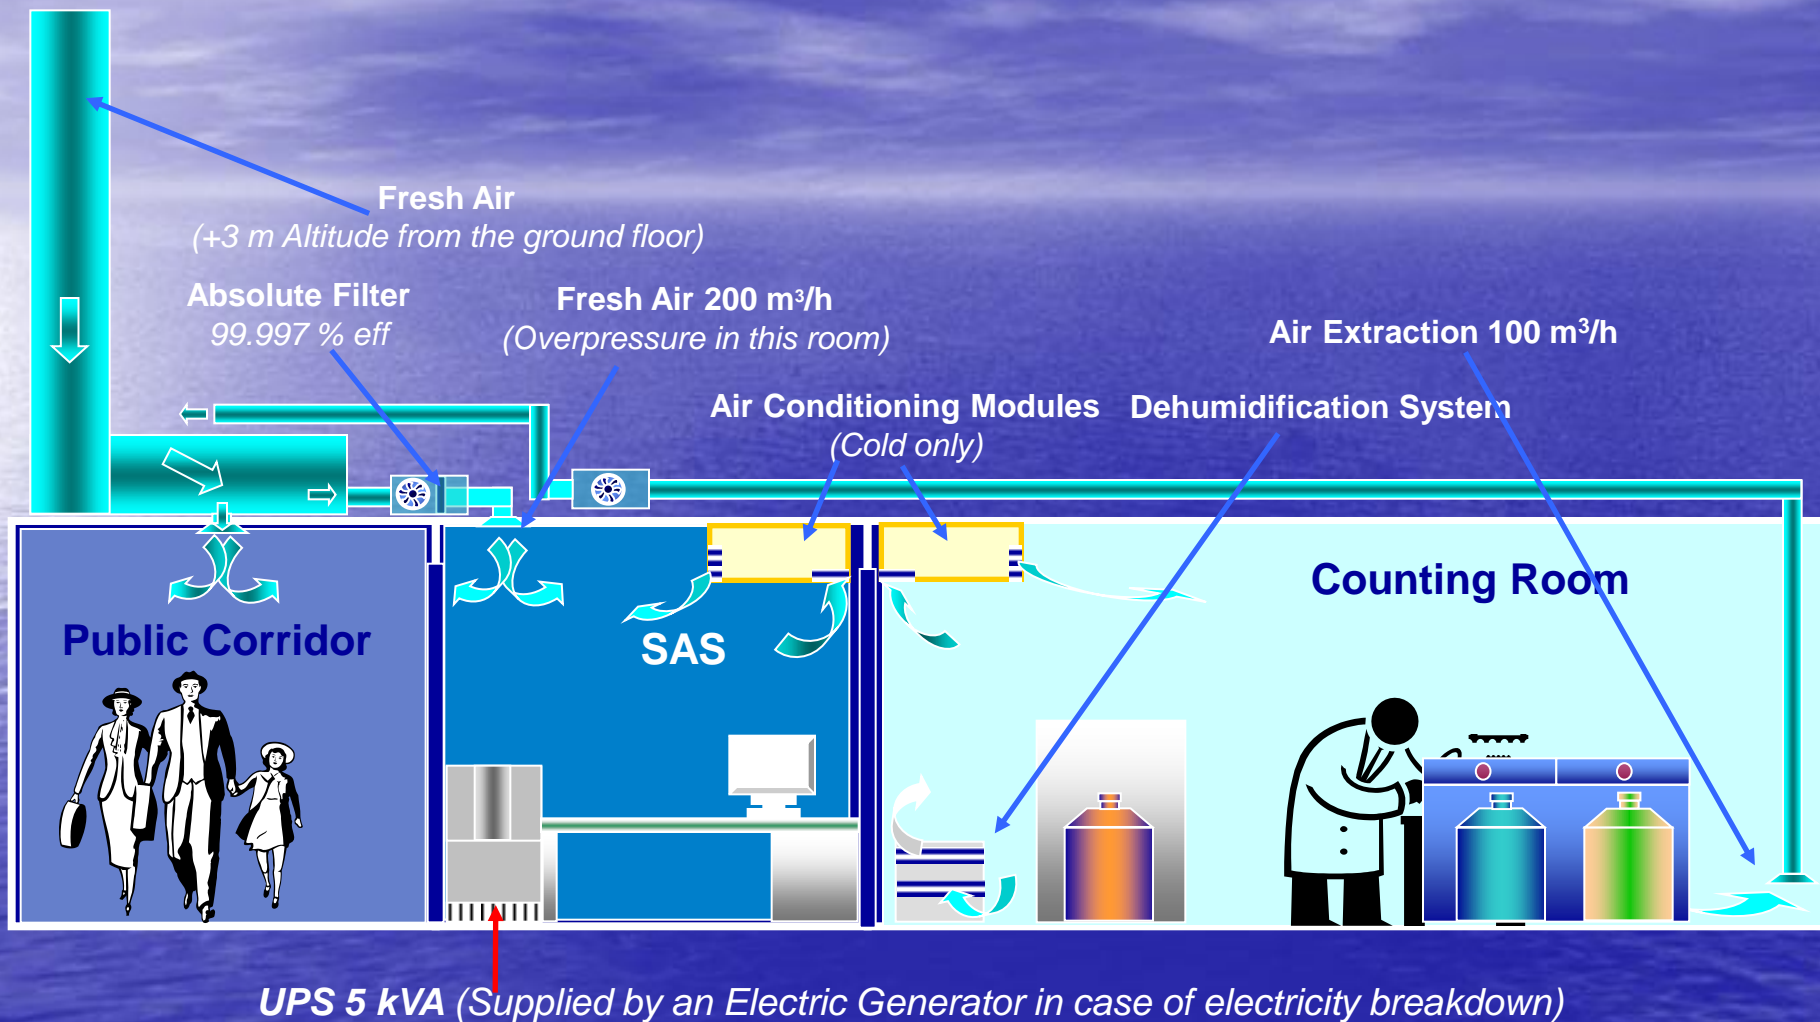 Fresh Air
(+3 m Altitude from the ground floor)
Absolute Filter
99.997 % eff
Fresh Air 200 m³/h
(Overpressure in this room)
Air Extraction 100 m³/h
Air Conditioning Modules
(Cold only)
Dehumidification System
Public Corridor
SAS
Counting Room
UPS 5 kVA (Supplied by an Electric Generator in case of electricity breakdown)